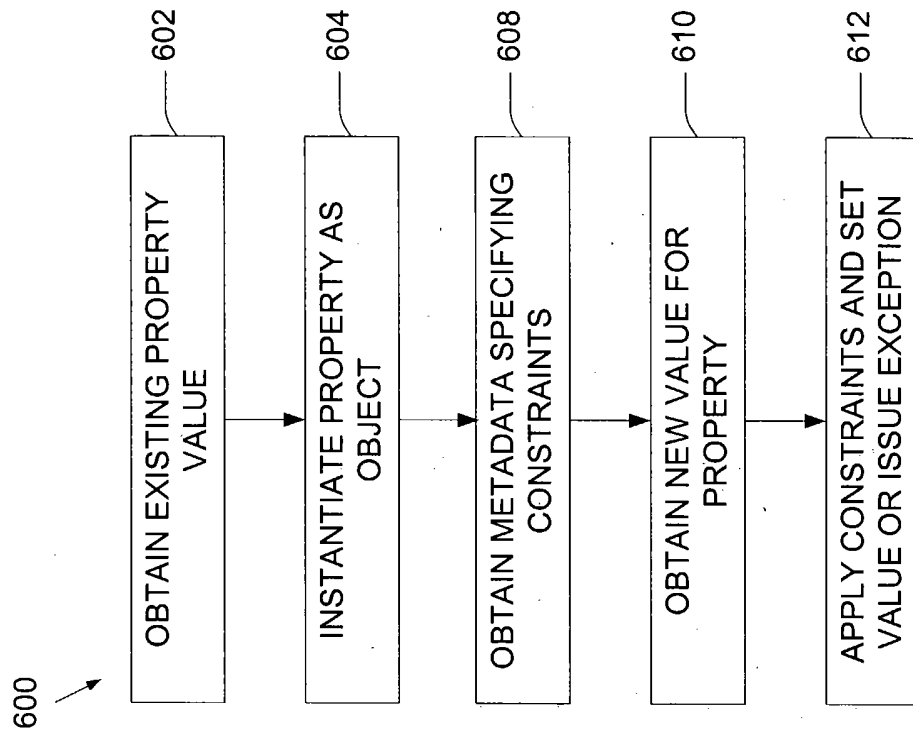 600
OBTAIN EXISTING PROPERTY
VALUE
602
INSTANTIATE PROPERTY AS
OBJECT
604
OBTAIN METADATA SPECIFYING
CONSTRAINTS
608
OBTAIN NEW VALUE FOR
PROPERTY
610
APPLY CONSTRAINTS AND SET
VALUE OR ISSUE EXCEPTION
612